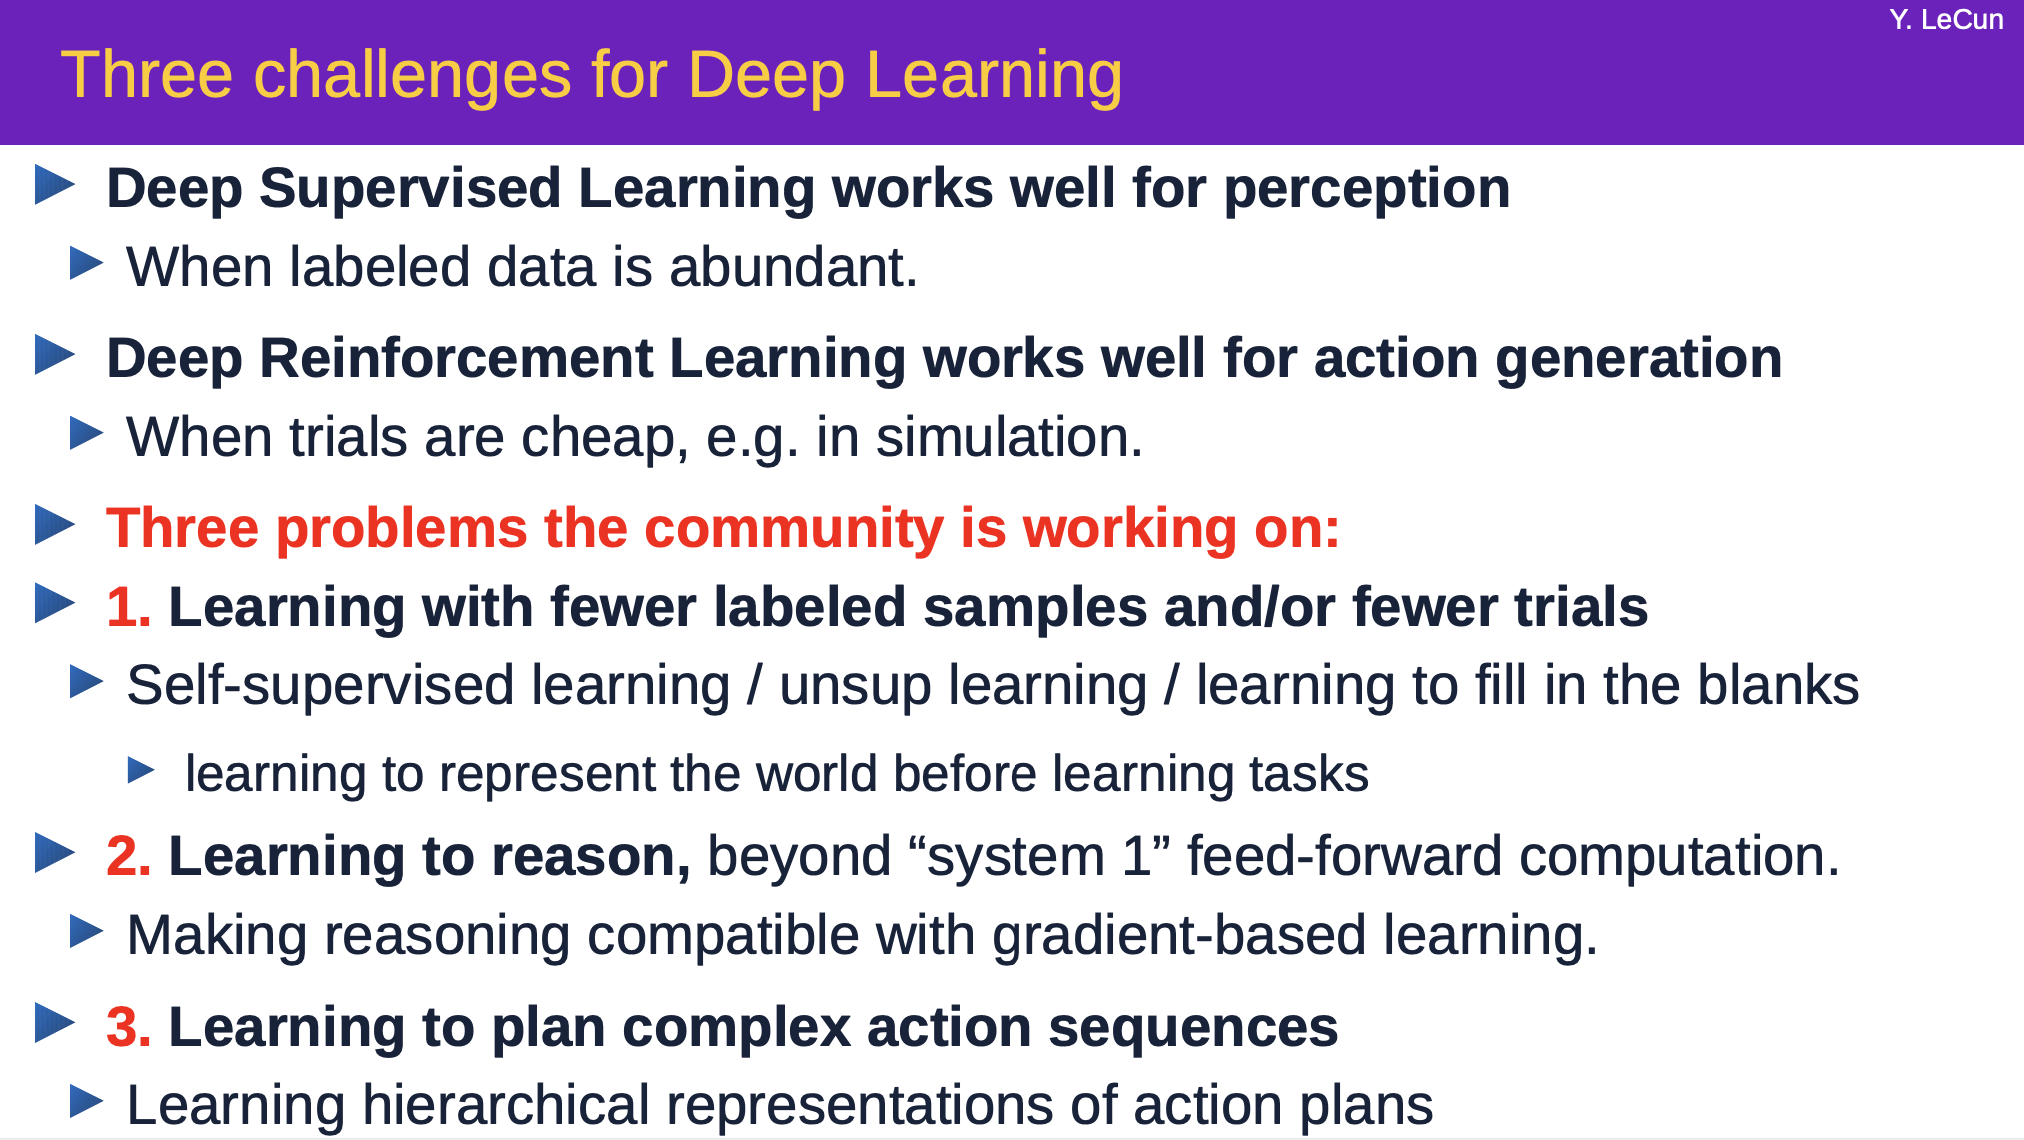 Y. LeCun
Three challenges for Deep Learning
Deep Supervised Learning works well for perception
When labeled data is abundant.
Deep Reinforcement Learning works well for action generation
When trials are cheap, e.g. in simulation.
Three problems the community is working on:
1. Learning with fewer labeled samples and/or fewer trials
Self-supervised learning / unsup learning / learning to fill in the blanks
learning to represent the world before learning tasks
2. Learning to reason, beyond “system 1” feed-forward computation.
Making reasoning compatible with gradient-based learning.
3. Learning to plan complex action sequences
Learning hierarchical representations of action plans